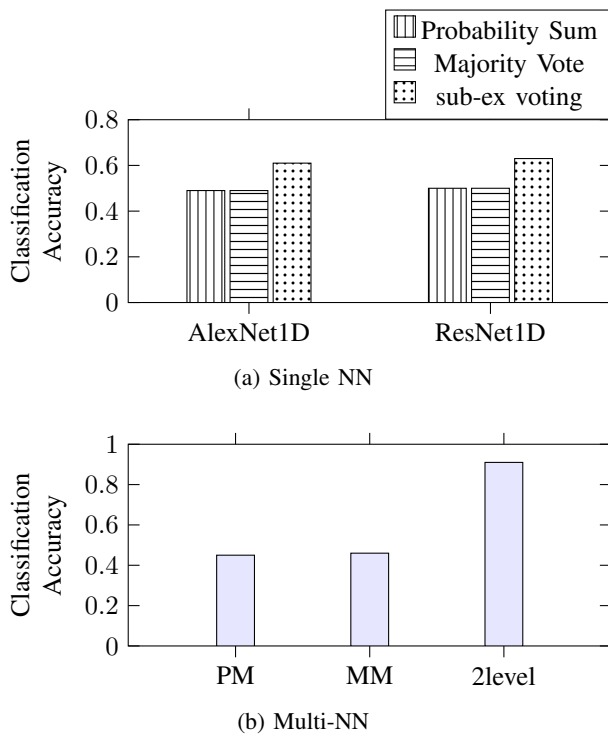 Probability Sum
Majority Vote
sub-ex voting
0.8
0.6
0.4
0.2
0
Classification
Accuracy
AlexNet1D
ResNet1D
(a) Single NN
1
0.8
0.6
0.4
0.2
0
Classification
Accuracy
PM
MM
2level
(b) Multi-NN